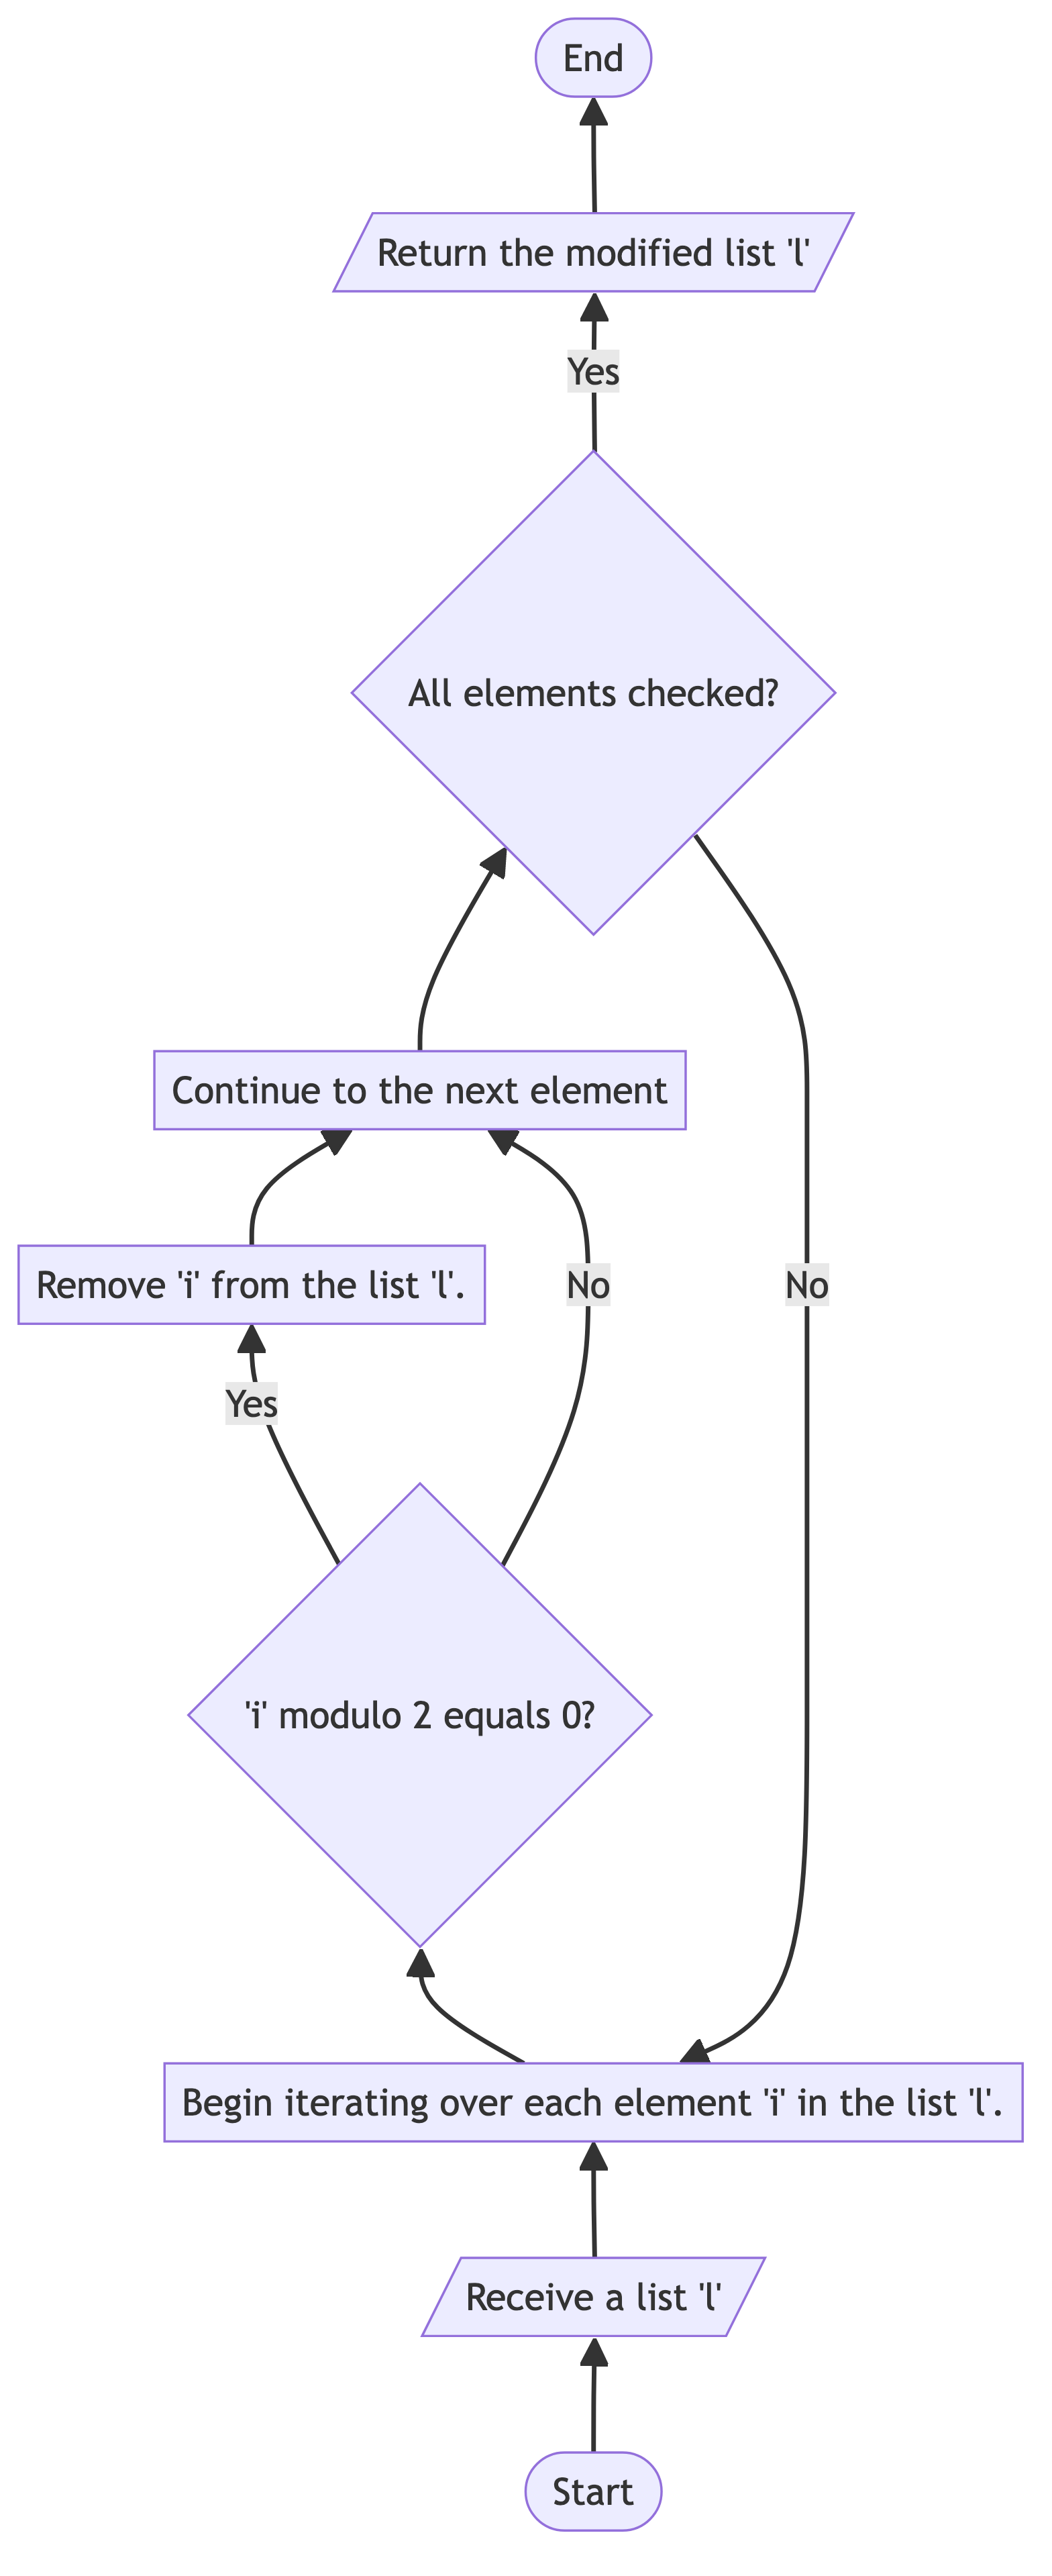 End
Return the modified list 'l'
Yes
All elements checked?
Continue to the next element
Remove 'i' from the list 'l'.
No
No
Yes
'i' modulo 2 equals 0?
Begin iterating over each element 'i' in the list 'l'.
Receive a list 'l'
Start